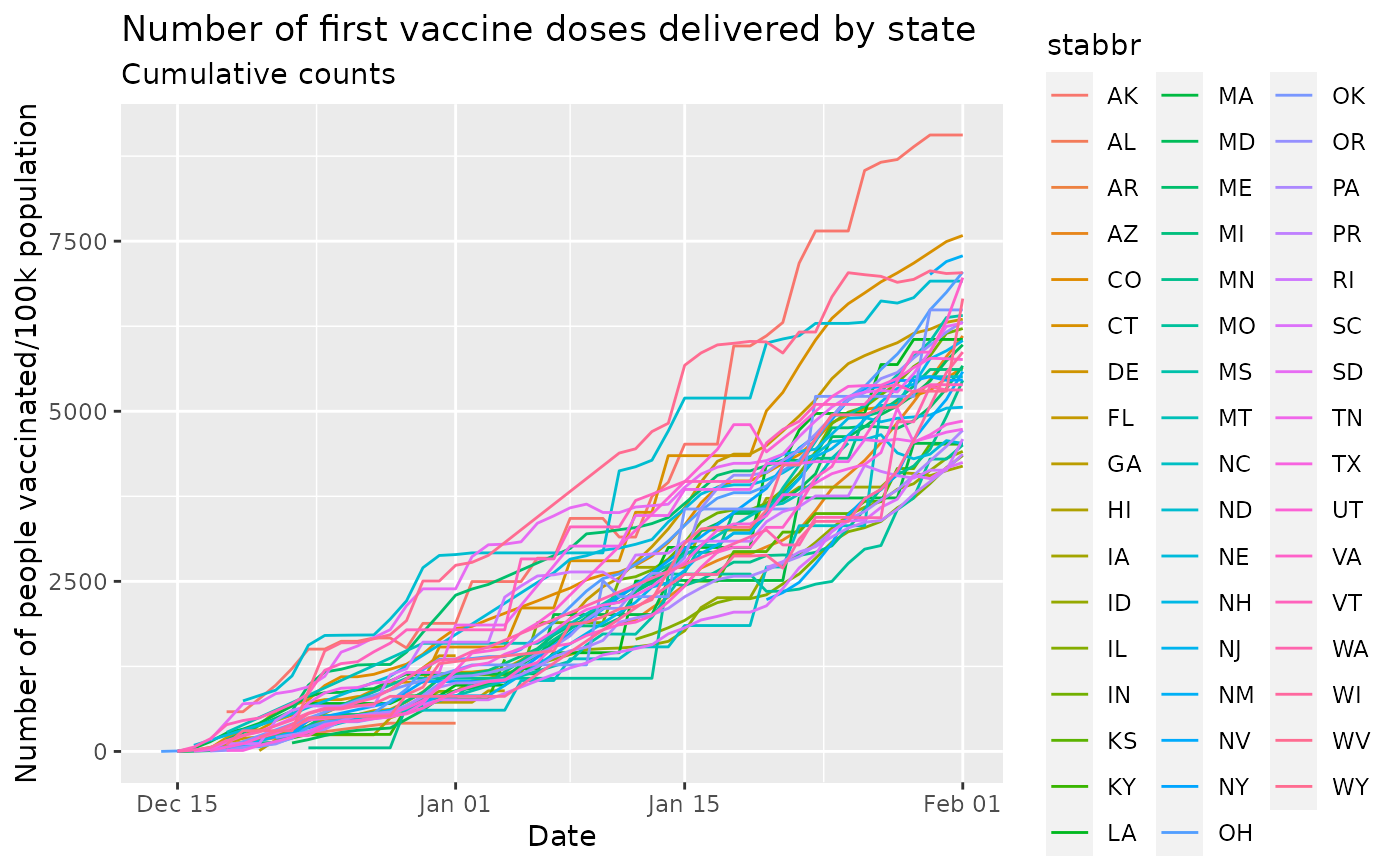 Number of first vaccine doses delivered by state
Cumulative counts
Number of people vaccinated/100k population
7500
5000
2500
0
Dec 15
Jan 01
Jan 15
Feb 01
Date
stabbr
AK
AL
AR
AZ
CO
CT
DE
FL
GA
HI
IA
ID
IL
IN
KS
KY
LA
MA
MD
ME
MI
MN
MO
MS
MT
NC
ND
NE
NH
NJ
NM
NV
NY
OH
OK
OR
PA
PR
RI
SC
SD
TN
TX
UT
VA
VT
WA
WI
WV
WY